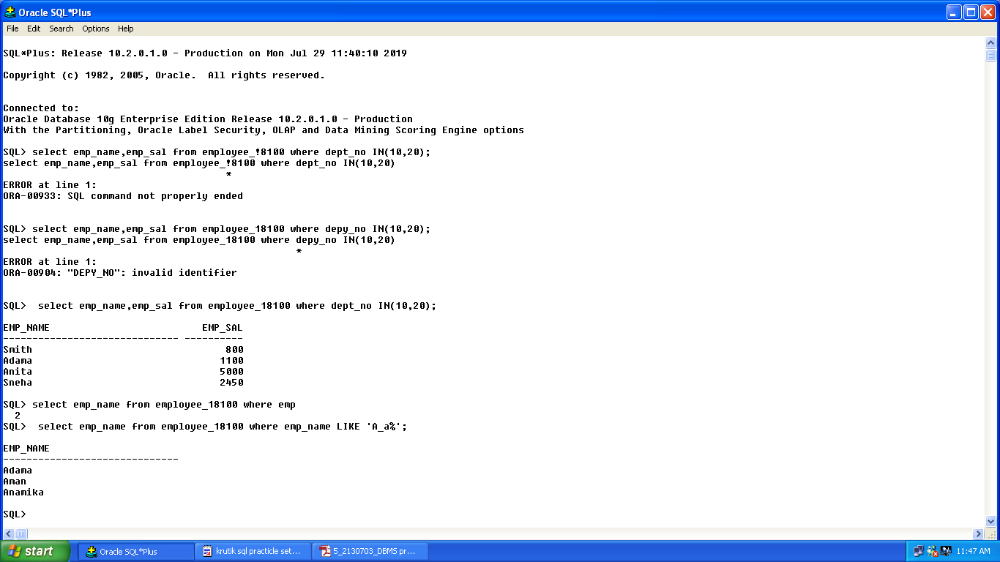 Oracle SQL*Plus
File Edit Search Options Help
SQL*Plus: Release 10.2.0.1.0 - Production on Mon Jul 29 11:40:10 2019
Copyright (c) 1982, 2005, Oracle.  All rights reserved.
Connected to:
Oracle Database 10g Enterprise Edition Release 10.2.0.1.0 - Production
With the Partitioning, Oracle Label Security, OLAP and Data Mining Scoring Engine options
SQL> select emp_name,emp_sal from employee_!8100 where dept_no IN(10,20);
select emp_name,emp_sal from employee_!8100 where dept_no IN(10,20)
*
ERROR at line 1:
ORA-00933: SQL command not properly ended
SQL> select emp_name,emp_sal from employee_18100 where depy_no IN(10,20);
select emp_name,emp_sal from employee_18100 where depy_no IN(10,20)
*
ERROR at line 1:
ORA-00904: "DEPY_NO": invalid identifier
SQL>  select emp_name,emp_sal from employee_18100 where dept_no IN(10,20);
EMP_NAME                          EMP_SAL
------------------------------ ----------
Smith                                 800
Adama                                1100
Anita                                5000
Sneha                                2450
SQL> select emp_name from employee_18100 where emp
2
SQL>  select emp_name from employee_18100 where emp_name LIKE 'A_a%';
EMP_NAME
------------------------------
Adama
Aman
Anamika
SQL>
start Oracle SQL*Plus krutik sql practicle set... 5_2130703_DBMS pr... 11:47 AM